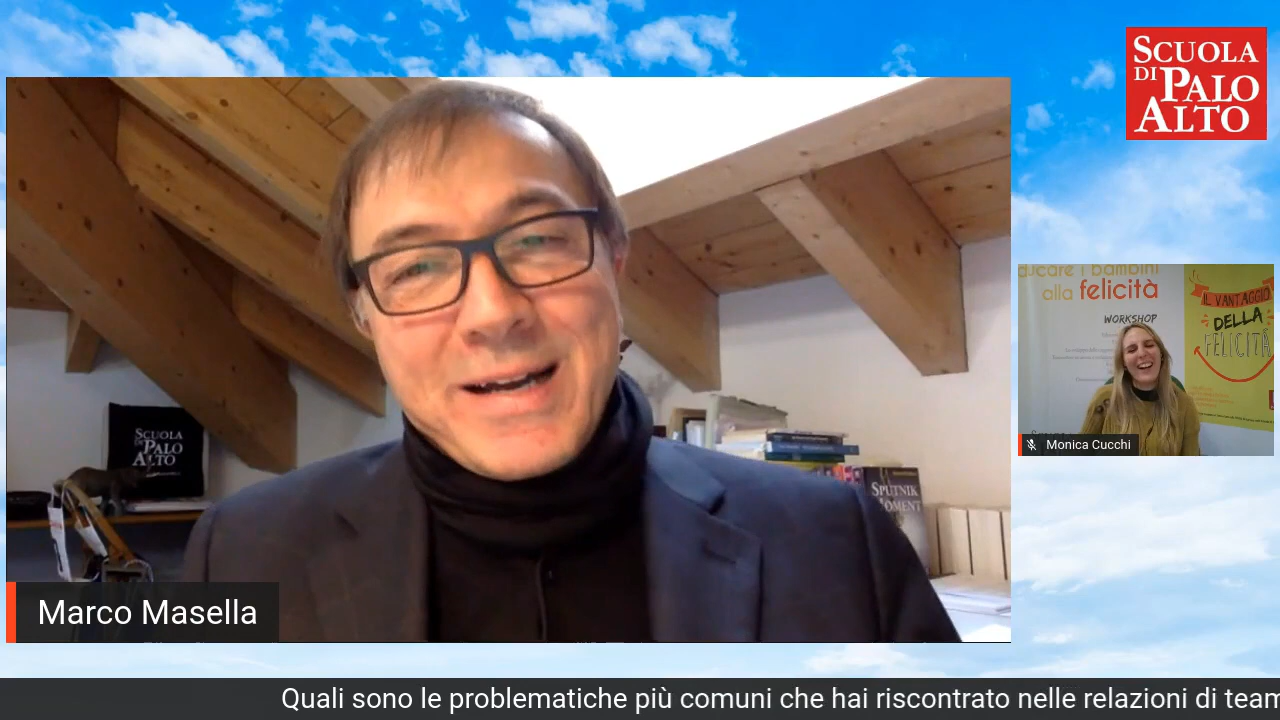 SCUOLA
DI PALO
ALTO
SCUOLA
DI PALO
ALTO
SPUTNIK
MOMENT
Marco Masella
educare i bambini
alla felicità
WORKSHOP
IL VANTAGGIO
DELLA
FELICITÀ
Monica Cucchi
Quali sono le problematiche più comuni che hai riscontrato nelle relazioni di team